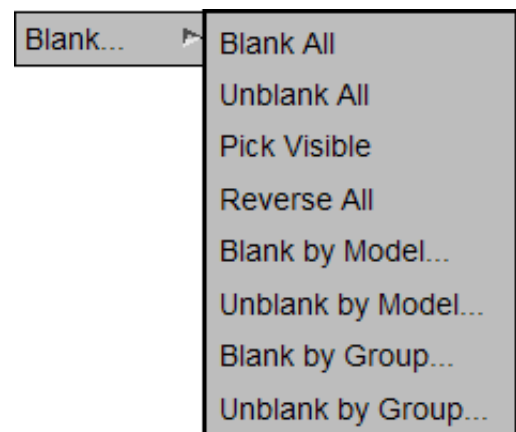 Blank...
Blank All
Unblank All
Pick Visible
Reverse All
Blank by Model...
Unblank by Model...
Blank by Group...
Unblank by Group...